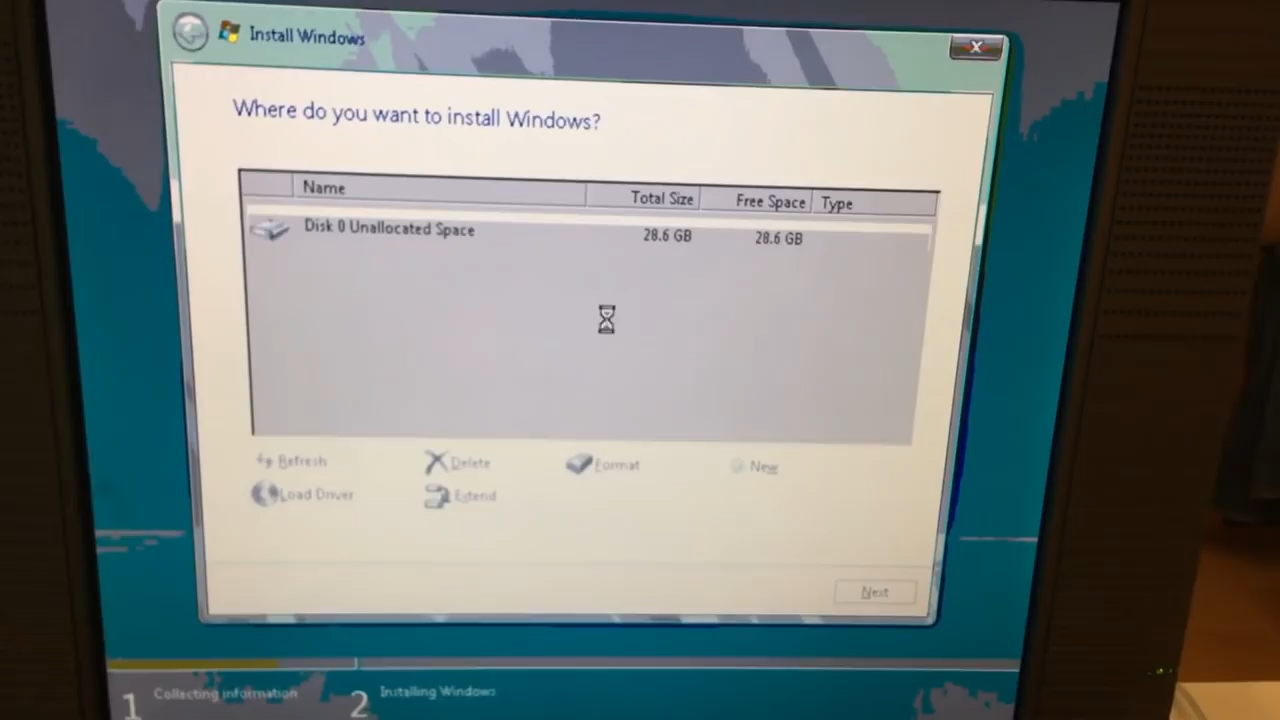 Install Windows
Where do you want to install Windows?
Name Total Size Free Space Type
Disk 0 Unallocated Space 28.6 GB 28.6 GB
Refresh Delete Format New
Load Driver Extend
Next
1 Collecting information 2 Installing Windows